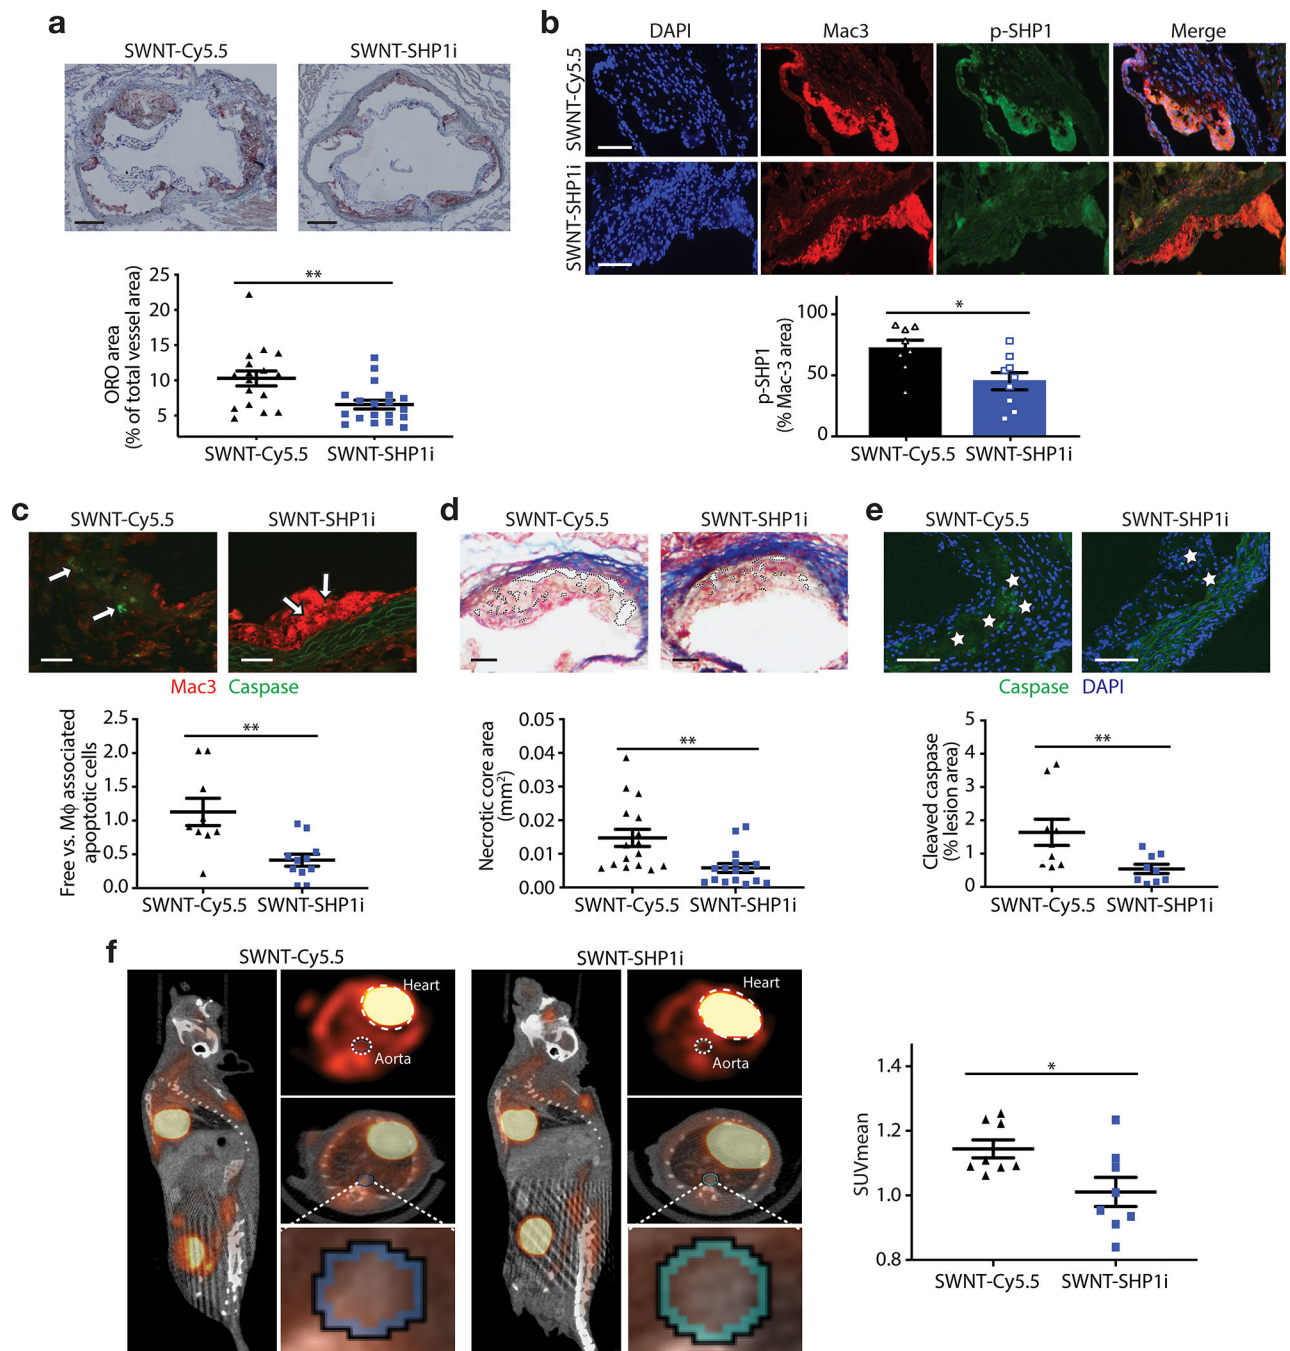 a
SWNT-Cy5.5
SWNT-SHP1i
ORO area
(% of total vessel area)
25
20
15
10
5
**
SWNT-Cy5.5
SWNT-SHP1i
b
DAPI
Mac3
p-SHP1
Merge
SWNT-Cy5.5
SWNT-SHP1i
p-SHP1
(% Mac-3 area)
100
50
0
*
SWNT-Cy5.5
SWNT-SHP1i
c
SWNT-Cy5.5
SWNT-SHP1i
Mac3 Caspase
Free vs. Mϕ associated
apoptotic cells
2.5
2.0
1.5
1.0
0.5
0.0
**
SWNT-Cy5.5
SWNT-SHP1i
d
SWNT-Cy5.5
SWNT-SHP1i
Necrotic core area
(mm²)
0.05
0.04
0.03
0.02
0.01
0.00
**
SWNT-Cy5.5
SWNT-SHP1i
e
SWNT-Cy5.5
SWNT-SHP1i
Caspase DAPI
Cleaved caspase
(% lesion area)
5
4
3
2
1
0
**
SWNT-Cy5.5
SWNT-SHP1i
f
SWNT-Cy5.5
SWNT-SHP1i
Heart
Aorta
Heart
Aorta
SUVmean
1.4
1.2
1.0
0.8
*
SWNT-Cy5.5
SWNT-SHP1i